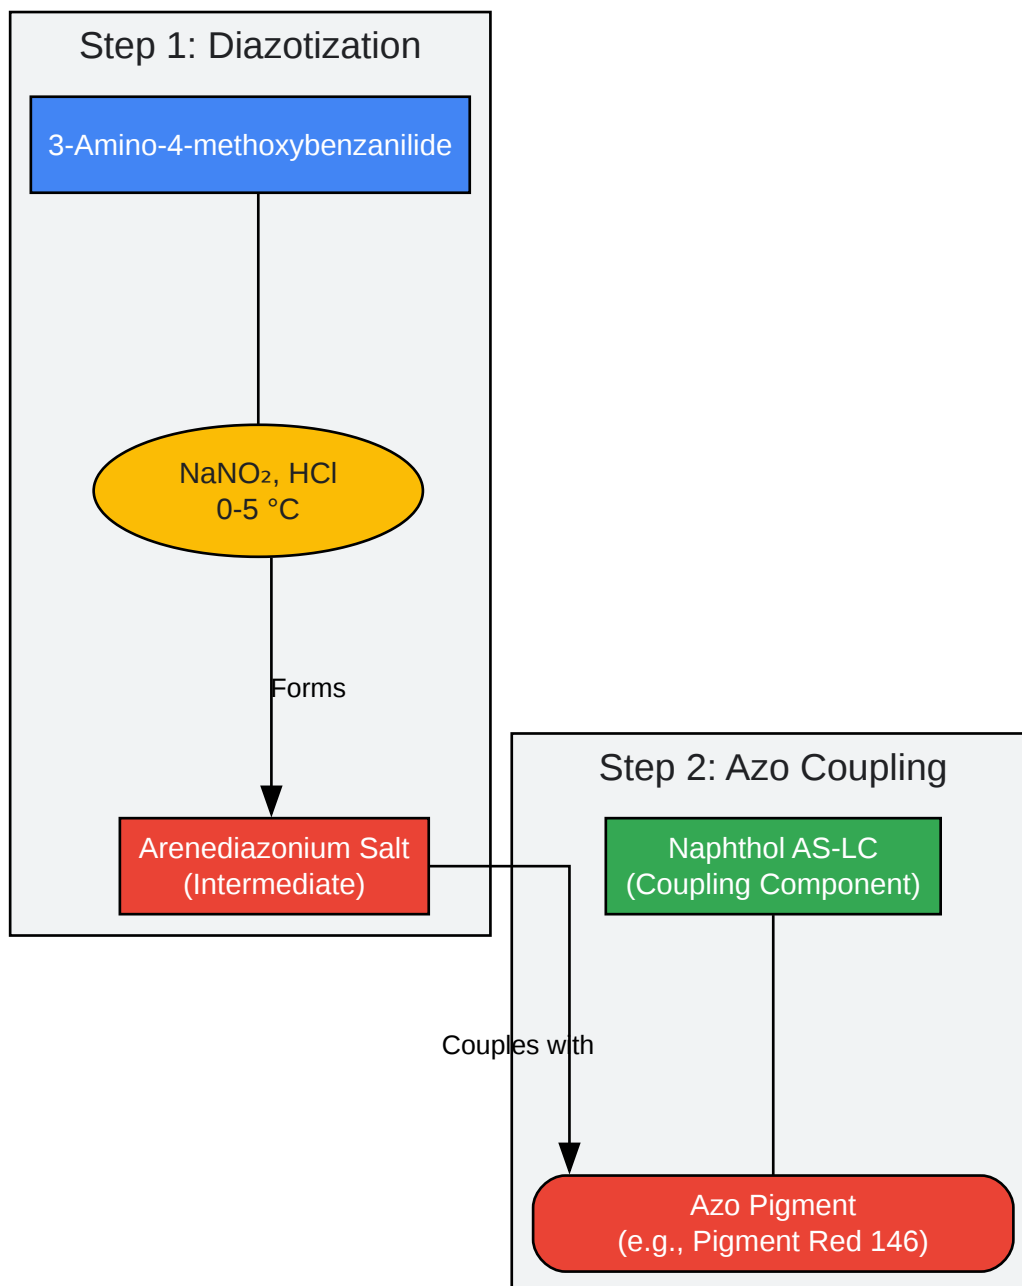 Step 1: Diazotization
3-Amino-4-methoxybenzanilide
NaNO₂, HCl
0-5 °C
Forms
Arenediazonium Salt
(Intermediate)
Step 2: Azo Coupling
Naphthol AS-LC
(Coupling Component)
Couples with
Azo Pigment
(e.g., Pigment Red 146)